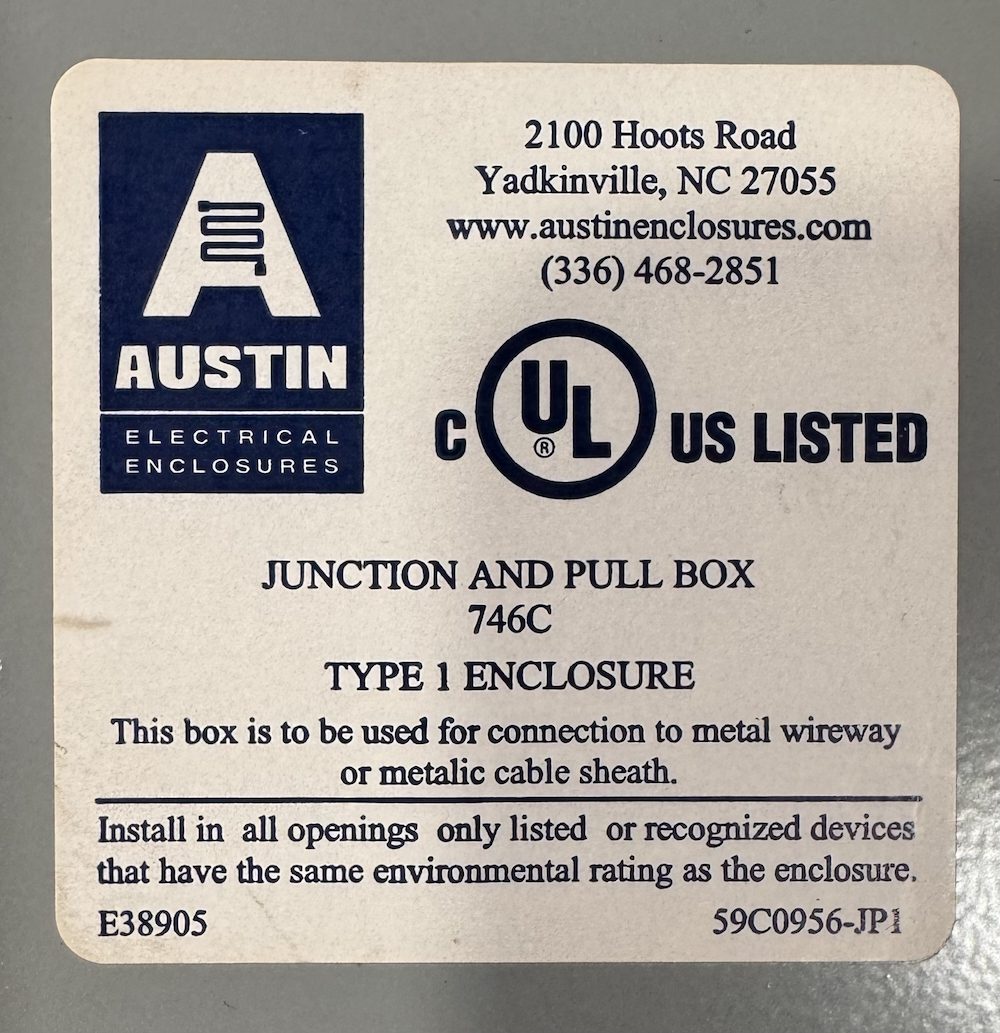 AUSTIN
ELECTRICAL
ENCLOSURES
2100 Hoots Road
Yadkinville, NC 27055
www.austinenclosures.com
(336) 468-2851
C UL® US LISTED
JUNCTION AND PULL BOX
746C
TYPE 1 ENCLOSURE
This box is to be used for connection to metal wireway
or metalic cable sheath.
Install in all openings only listed or recognized devices
that have the same environmental rating as the enclosure.
E38905
59C0956-JP1